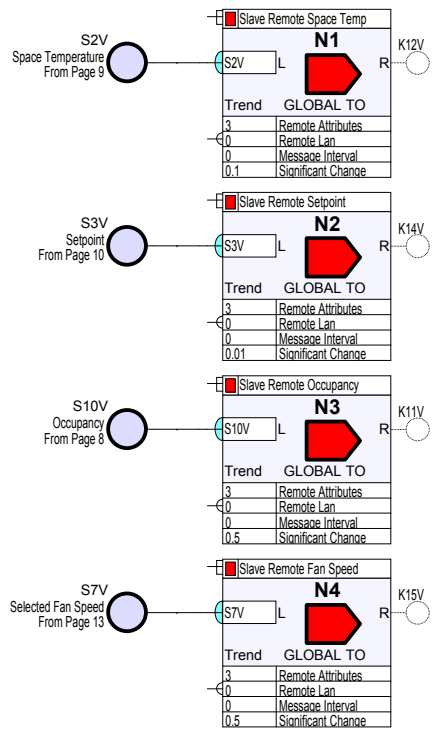 Slave Remote Space Temp
S2V
Space Temperature
From Page 9
N1
K12V
S2V L R
Trend GLOBAL TO
3 Remote Attributes
0 Remote Lan
0 Message Interval
0.1 Significant Change
Slave Remote Setpoint
S3V
Setpoint
From Page 10
N2
K14V
S3V L R
Trend GLOBAL TO
3 Remote Attributes
0 Remote Lan
0 Message Interval
0.01 Significant Change
Slave Remote Occupancy
S10V
Occupancy
From Page 8
N3
K11V
S10V L R
Trend GLOBAL TO
3 Remote Attributes
0 Remote Lan
0 Message Interval
0.5 Significant Change
Slave Remote Fan Speed
S7V
Selected Fan Speed
From Page 13
N4
K15V
S7V L R
Trend GLOBAL TO
3 Remote Attributes
0 Remote Lan
0 Message Interval
0.5 Significant Change